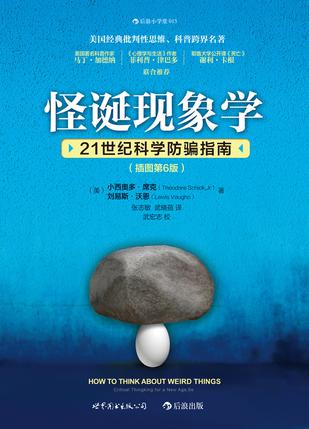 后浪小学堂 015
美国经典批判性思维、科普跨界名著
美国著名科普作家
马丁·加德纳
《心理学与生活》作者
菲利普·津巴多
耶鲁大学公开课《死亡》
谢利·卡根
联合推荐
怪诞现象学
21世纪科学防骗指南
（插图第6版）
〔美〕小西奥多·席克（Theodore Schick,Jr.）
刘易斯·沃恩（Lewis Vaughn） 著
张志敏 武晓蓓 译
武宏志 校
HOW TO THINK ABOUT WEIRD THINGS
Critical Thinking for a New Age 6e
世界图书出版公司
后浪出版